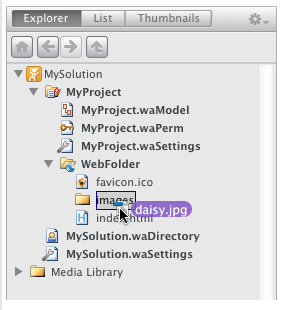 Explorer List Thumbnails
MySolution
MyProject
MyProject.waModel
MyProject.waPerm
MyProject.waSettings
WebFolder
favicon.ico
images
daisy.jpg
index.html
MySolution.waDirectory
MySolution.waSettings
Media Library